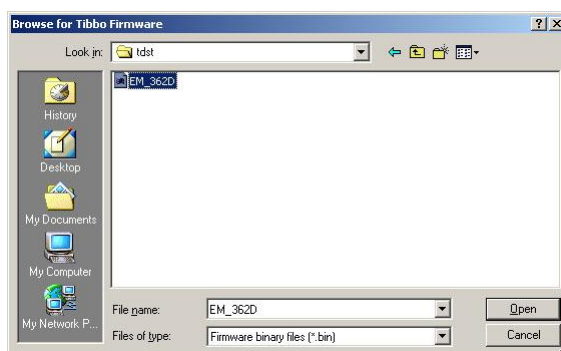 Browse for Tibbo Firmware
Look in: tdst
EM_362D
History
Desktop
My Documents
My Computer
My Network P...
File name: EM_362D Open
Files of type: Firmware binary files (*.bin) Cancel